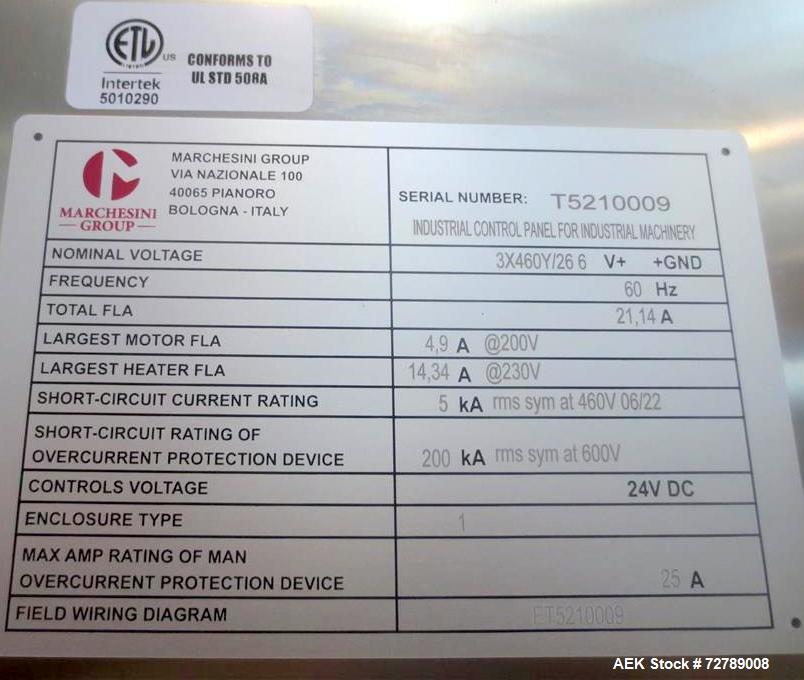 ETL US
CONFORMS TO
UL STD 508A
Intertek
5010290
MARCHESINI
GROUP
MARCHESINI GROUP
VIA NAZIONALE 100
40065 PIANORO
BOLOGNA - ITALY
SERIAL NUMBER: T5210009
INDUSTRIAL CONTROL PANEL FOR INDUSTRIAL MACHINERY
NOMINAL VOLTAGE 3X460Y/26 6 V+ +GND
FREQUENCY 60 Hz
TOTAL FLA 21,14 A
LARGEST MOTOR FLA 4,9 A @200V
LARGEST HEATER FLA 14,34 A @230V
SHORT-CIRCUIT CURRENT RATING 5 kA rms sym at 460V 06/22
SHORT-CIRCUIT RATING OF
OVERCURRENT PROTECTION DEVICE 200 kA rms sym at 600V
CONTROLS VOLTAGE 24V DC
ENCLOSURE TYPE 1
MAX AMP RATING OF MAN
OVERCURRENT PROTECTION DEVICE 25 A
FIELD WIRING DIAGRAM ET5210009
AEK Stock # 72789008